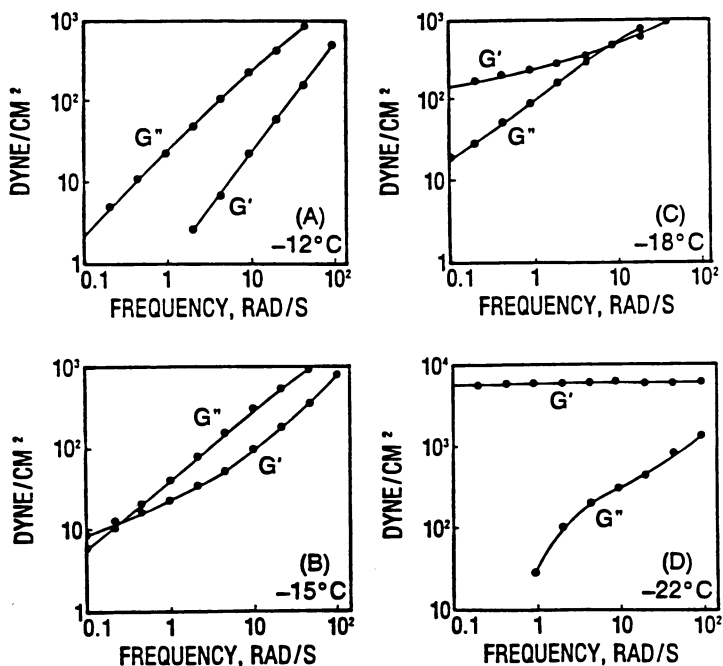 10³
10²
10
1
DYNE/CM²
G"
G'
(A)
−12°C
0.1 1 10 10²
FREQUENCY, RAD/S
10³
10²
10
1
DYNE/CM²
G'
G"
(C)
−18°C
0.1 1 10 10²
FREQUENCY, RAD/S
10³
10²
10
1
DYNE/CM²
G"
G'
(B)
−15°C
0.1 1 10 10²
FREQUENCY, RAD/S
10⁴
10³
10²
10
DYNE/CM²
G'
G"
(D)
−22°C
0.1 1 10 10²
FREQUENCY, RAD/S